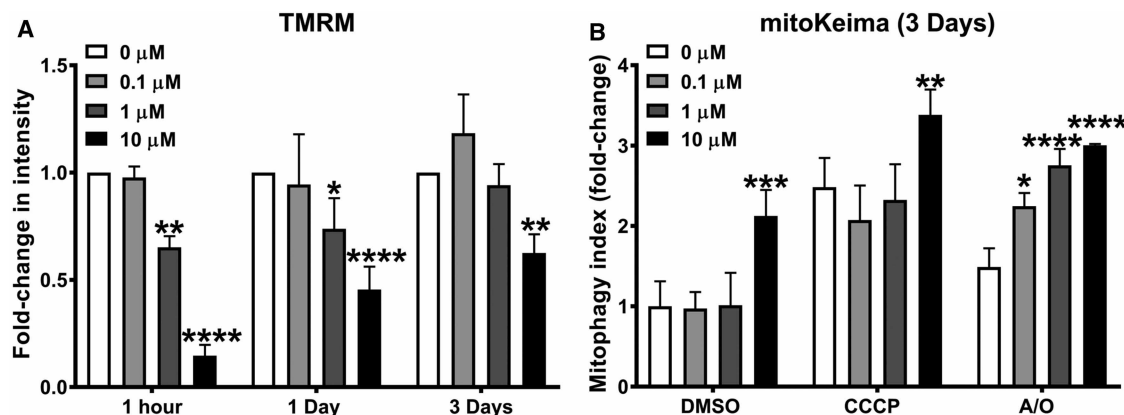 A
TMRM
Fold-change in intensity
0 µM
0.1 µM
1 µM
10 µM
1.5
1.0
0.5
0.0
**
****
*
****
**
1 hour
1 Day
3 Days
B
mitoKeima (3 Days)
Mitophagy index (fold-change)
0 µM
0.1 µM
1 µM
10 µM
4
3
2
1
0
***
**
*
****
****
DMSO
CCCP
A/O